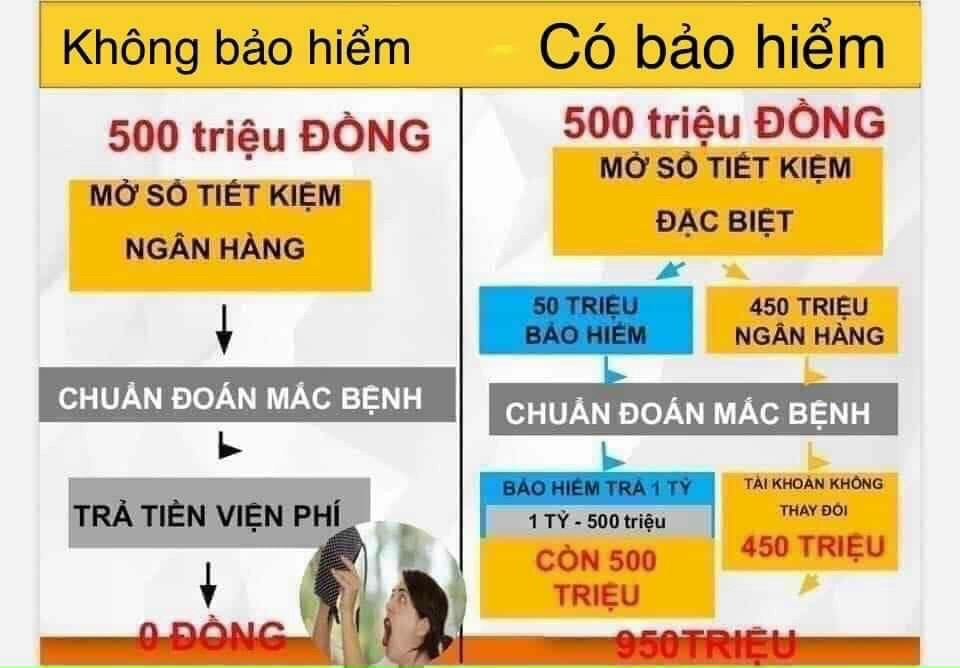 Không bảo hiểm
Có bảo hiểm
500 triệu ĐỒNG
MỞ SỔ TIẾT KIỆM
NGÂN HÀNG
CHUẨN ĐOÁN MẮC BỆNH
TRẢ TIỀN VIỆN PHÍ
0 ĐỒNG
500 triệu ĐỒNG
MỞ SỔ TIẾT KIỆM
ĐẶC BIỆT
50 TRIỆU
BẢO HIỂM
450 TRIỆU
NGÂN HÀNG
CHUẨN ĐOÁN MẮC BỆNH
BẢO HIỂM TRẢ 1 TỶ
1 TỶ - 500 triệu
CÒN 500
TRIỆU
TÀI KHOẢN KHÔNG
THAY ĐỔI
450 TRIỆU
950TRIỆU